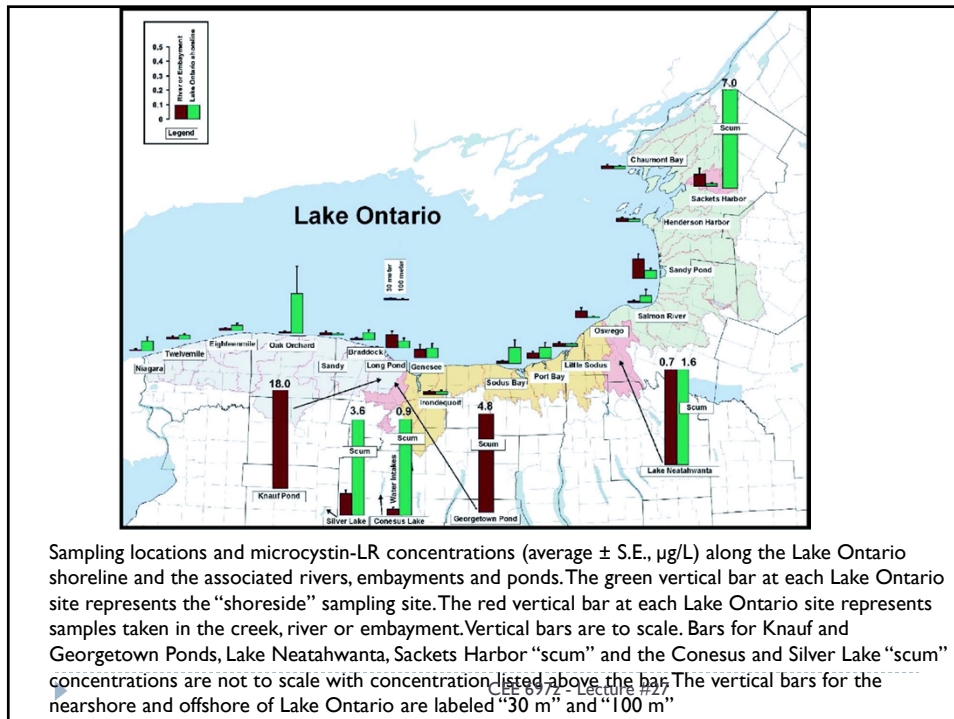 0.5
0.4
0.3
0.2
0.1
0
River or Embayment
Lake Ontario shoreline
Legend
7.0
Scum
Chaumont Bay
Sackets Harbor
Lake Ontario
Henderson Harbor
30 meter
100 meter
Sandy Pond
Salmon River
Oswego
Niagara
Twelvemile
Eighteenmile
Oak Orchard
Sandy
Braddock
Long Pond
Genesee
Irondequoit
Sodus Bay
Port Bay
Little Sodus
18.0
Knauf Pond
3.6
Scum
Silver Lake
0.9
Scum
Water Intakes
Conesus Lake
4.8
Scum
Georgetown Pond
0.7 1.6
Scum
Lake Neatahwanta
Sampling locations and microcystin-LR concentrations (average ± S.E., µg/L) along the Lake Ontario
shoreline and the associated rivers, embayments and ponds. The green vertical bar at each Lake Ontario
site represents the “shoreside” sampling site. The red vertical bar at each Lake Ontario site represents
samples taken in the creek, river or embayment. Vertical bars are to scale. Bars for Knauf and
Georgetown Ponds, Lake Neatahwanta, Sackets Harbor “scum” and the Conesus and Silver Lake “scum”
concentrations are not to scale with concentration listed above the bar. The vertical bars for the
CEE 697z - Lecture #27
nearshore and offshore of Lake Ontario are labeled “30 m” and “100 m”